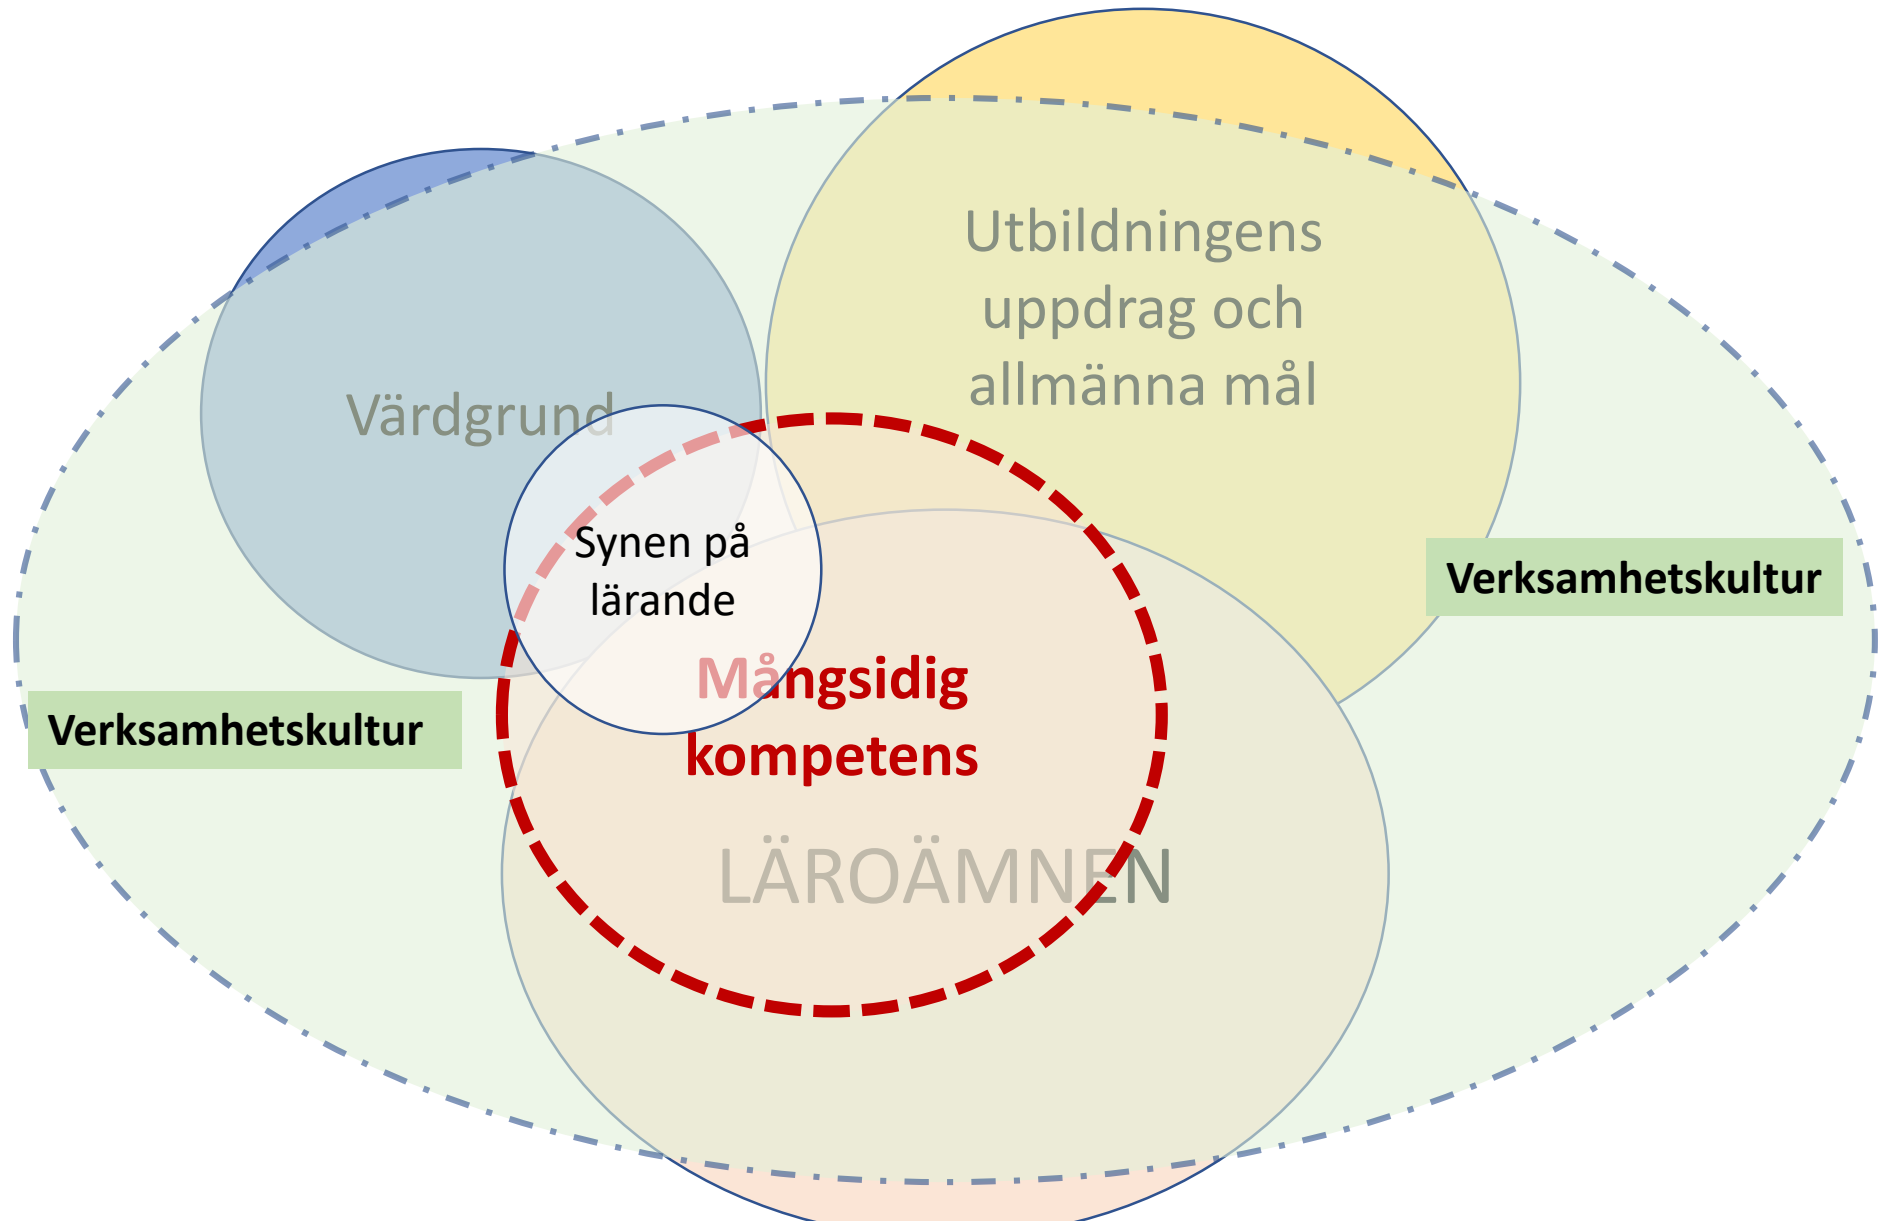 Utbildningens
uppdrag och
allmänna mål
Värdgrund
Synen på
lärande
Verksamhetskultur
Mångsidig
kompetens
Verksamhetskultur
LÄROÄMNEN